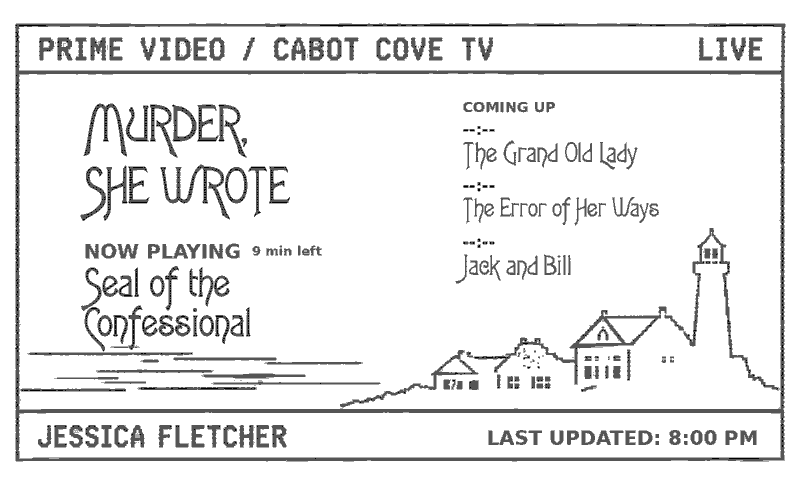 PRIME VIDEO / CABOT COVE TV
LIVE
MURDER,
SHE WROTE
NOW PLAYING 9 min left
Seal of the
Confessional
COMING UP
--:--
The Grand Old Lady
--:--
The Error of Her Ways
--:--
Jack and Bill
JESSICA FLETCHER
LAST UPDATED: 8:00 PM